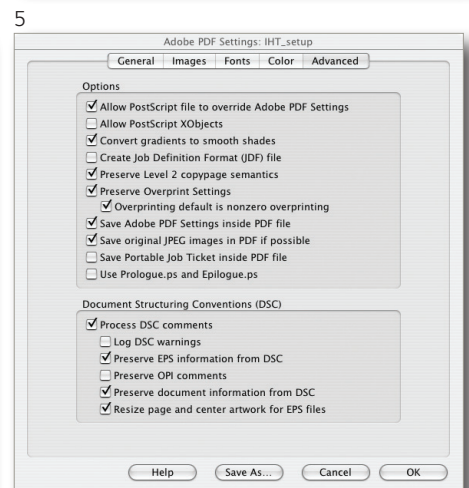 5
Adobe PDF Settings: IHT_setup
General Images Fonts Color Advanced
Options
Allow PostScript file to override Adobe PDF Settings
Allow PostScript XObjects
Convert gradients to smooth shades
Create Job Definition Format (JDF) file
Preserve Level 2 copypage semantics
Preserve Overprint Settings
Overprinting default is nonzero overprinting
Save Adobe PDF Settings inside PDF file
Save original JPEG images in PDF if possible
Save Portable Job Ticket inside PDF file
Use Prologue.ps and Epilogue.ps
Document Structuring Conventions (DSC)
Process DSC comments
Log DSC warnings
Preserve EPS information from DSC
Preserve OPI comments
Preserve document information from DSC
Resize page and center artwork for EPS files
Help Save As... Cancel OK